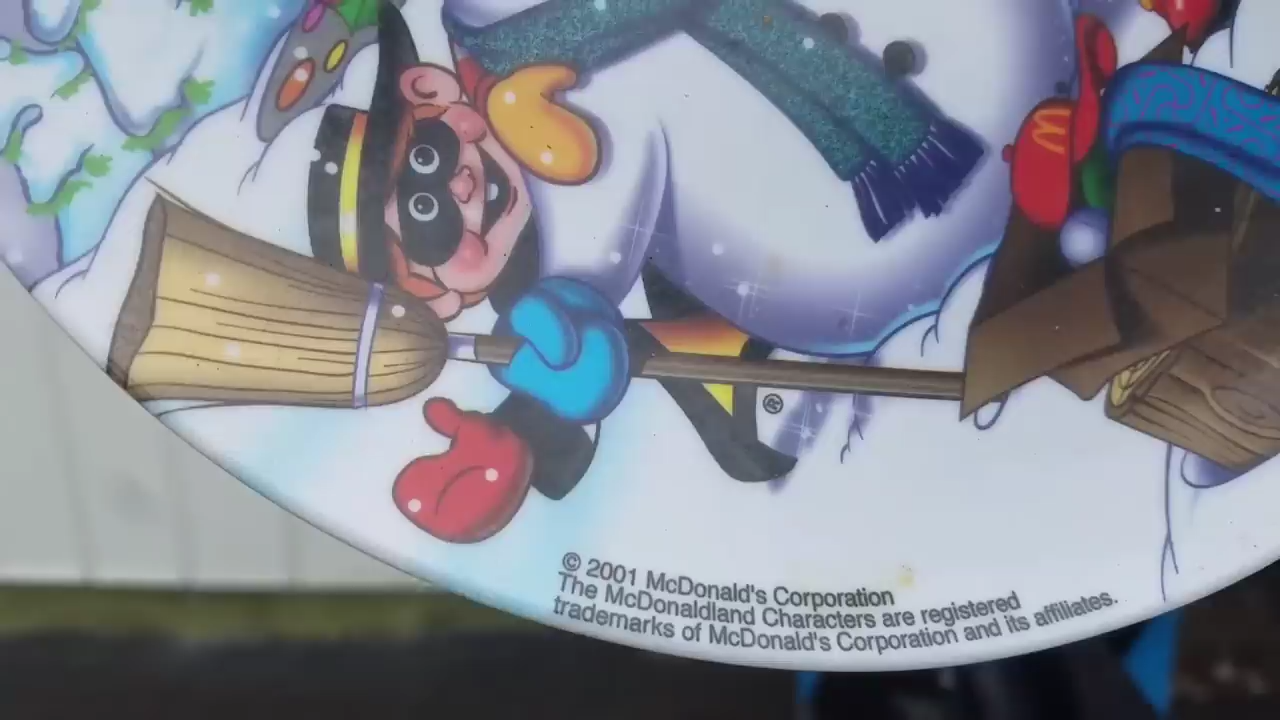 M
®
© 2001 McDonald's Corporation
The McDonaldland Characters are registered
trademarks of McDonald's Corporation and its affiliates.